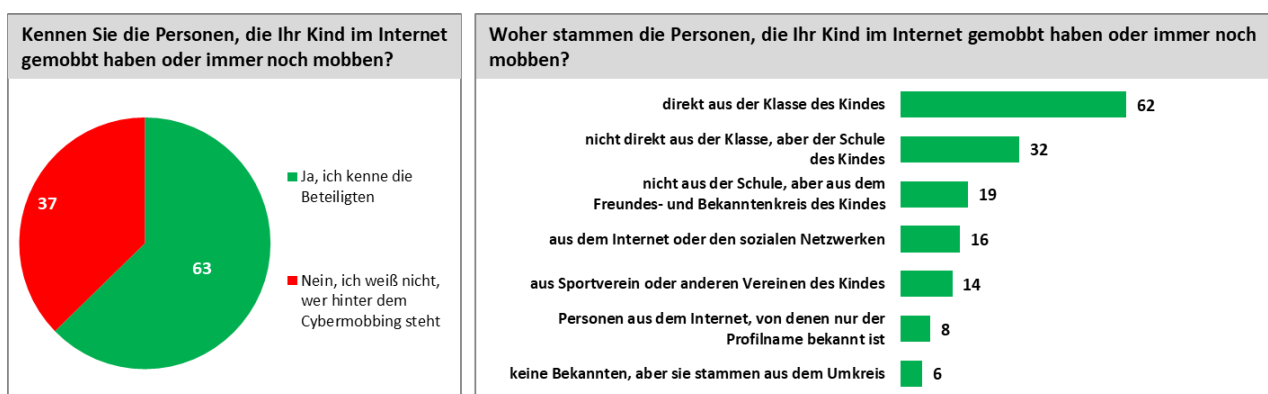 Kennen Sie die Personen, die Ihr Kind im Internet
gemobbt haben oder immer noch mobben?
37
63
Ja, ich kenne die
Beteiligten
Nein, ich weiß nicht,
wer hinter dem
Cybermobbing steht
Woher stammen die Personen, die Ihr Kind im Internet gemobbt haben oder immer noch
mobben?
direkt aus der Klasse des Kindes 62
nicht direkt aus der Klasse, aber der Schule
des Kindes 32
nicht aus der Schule, aber aus dem
Freundes- und Bekanntenkreis des Kindes 19
aus dem Internet oder den sozialen Netzwerken 16
aus Sportverein oder anderen Vereinen des Kindes 14
Personen aus dem Internet, von denen nur der
Profilname bekannt ist 8
keine Bekannten, aber sie stammen aus dem Umkreis 6